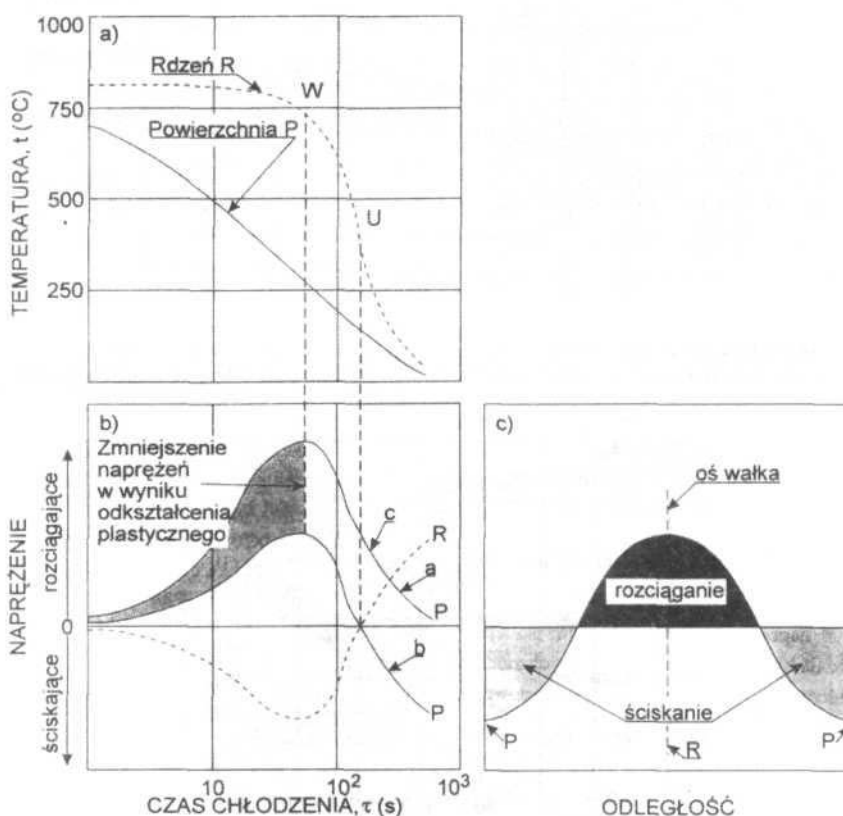 1000
a)
Rdzeń R
W
750
Powierzchnia P
500
U
250
TEMPERATURA, t (°C)
b)
Zmniejszenie
naprężeń
w wyniku
odkształcenia
plastycznego
c
R
a
P
b
P
0
NAPRĘŻENIE
rozciągające
ściskające
10
10²
10³
CZAS CHŁODZENIA, τ (s)
c)
oś wałka
rozciąganie
ściskanie
P
R
P
ODLEGŁOŚĆ